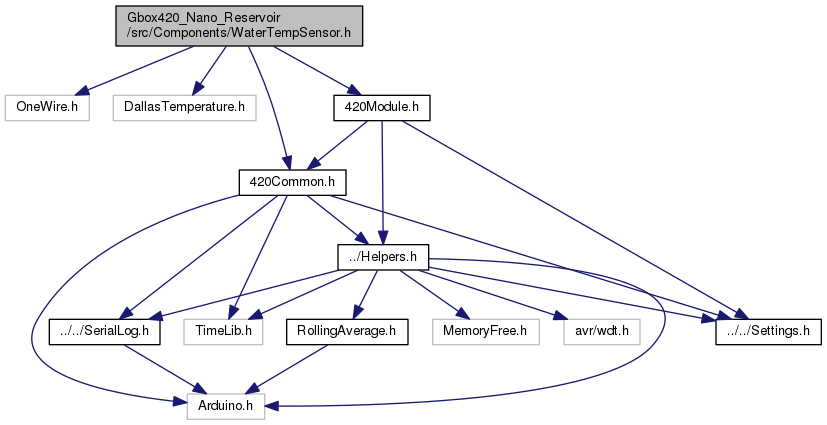 Gbox420_Nano_Reservoir
/src/Components/WaterTempSensor.h
OneWire.h
DallasTemperature.h
420Module.h
420Common.h
../Helpers.h
../../SerialLog.h
TimeLib.h
RollingAverage.h
MemoryFree.h
avr/wdt.h
../../Settings.h
Arduino.h